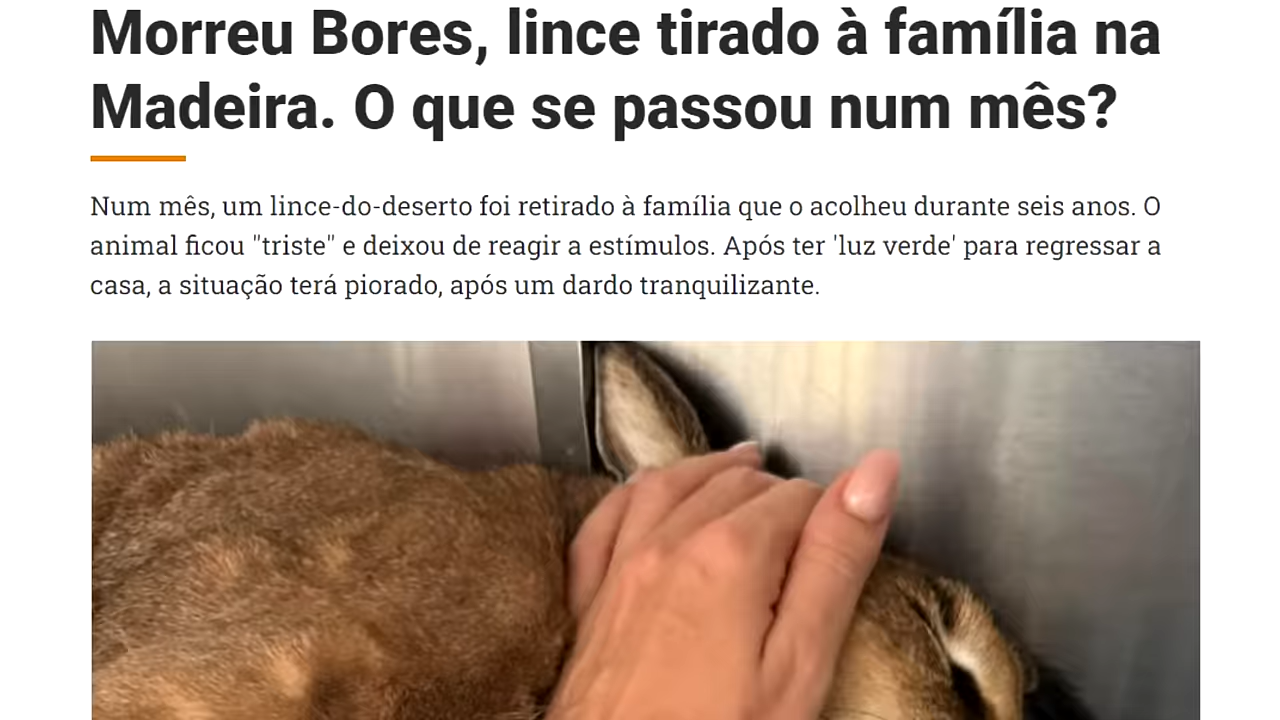 Morreu Bores, lince tirado à família na
Madeira. O que se passou num mês?
Num mês, um lince-do-deserto foi retirado à família que o acolheu durante seis anos. O
animal ficou "triste" e deixou de reagir a estímulos. Após ter 'luz verde' para regressar a
casa, a situação terá piorado, após um dardo tranquilizante.